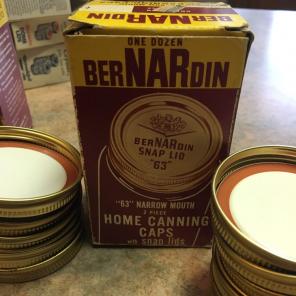 BERNARDIN
ONE DOZEN
BERNARDIN
BERNARDIN
SNAP LID
"63"
"63" NARROW MOUTH
2 PIECE
HOME CANNING
CAPS
with snap lids